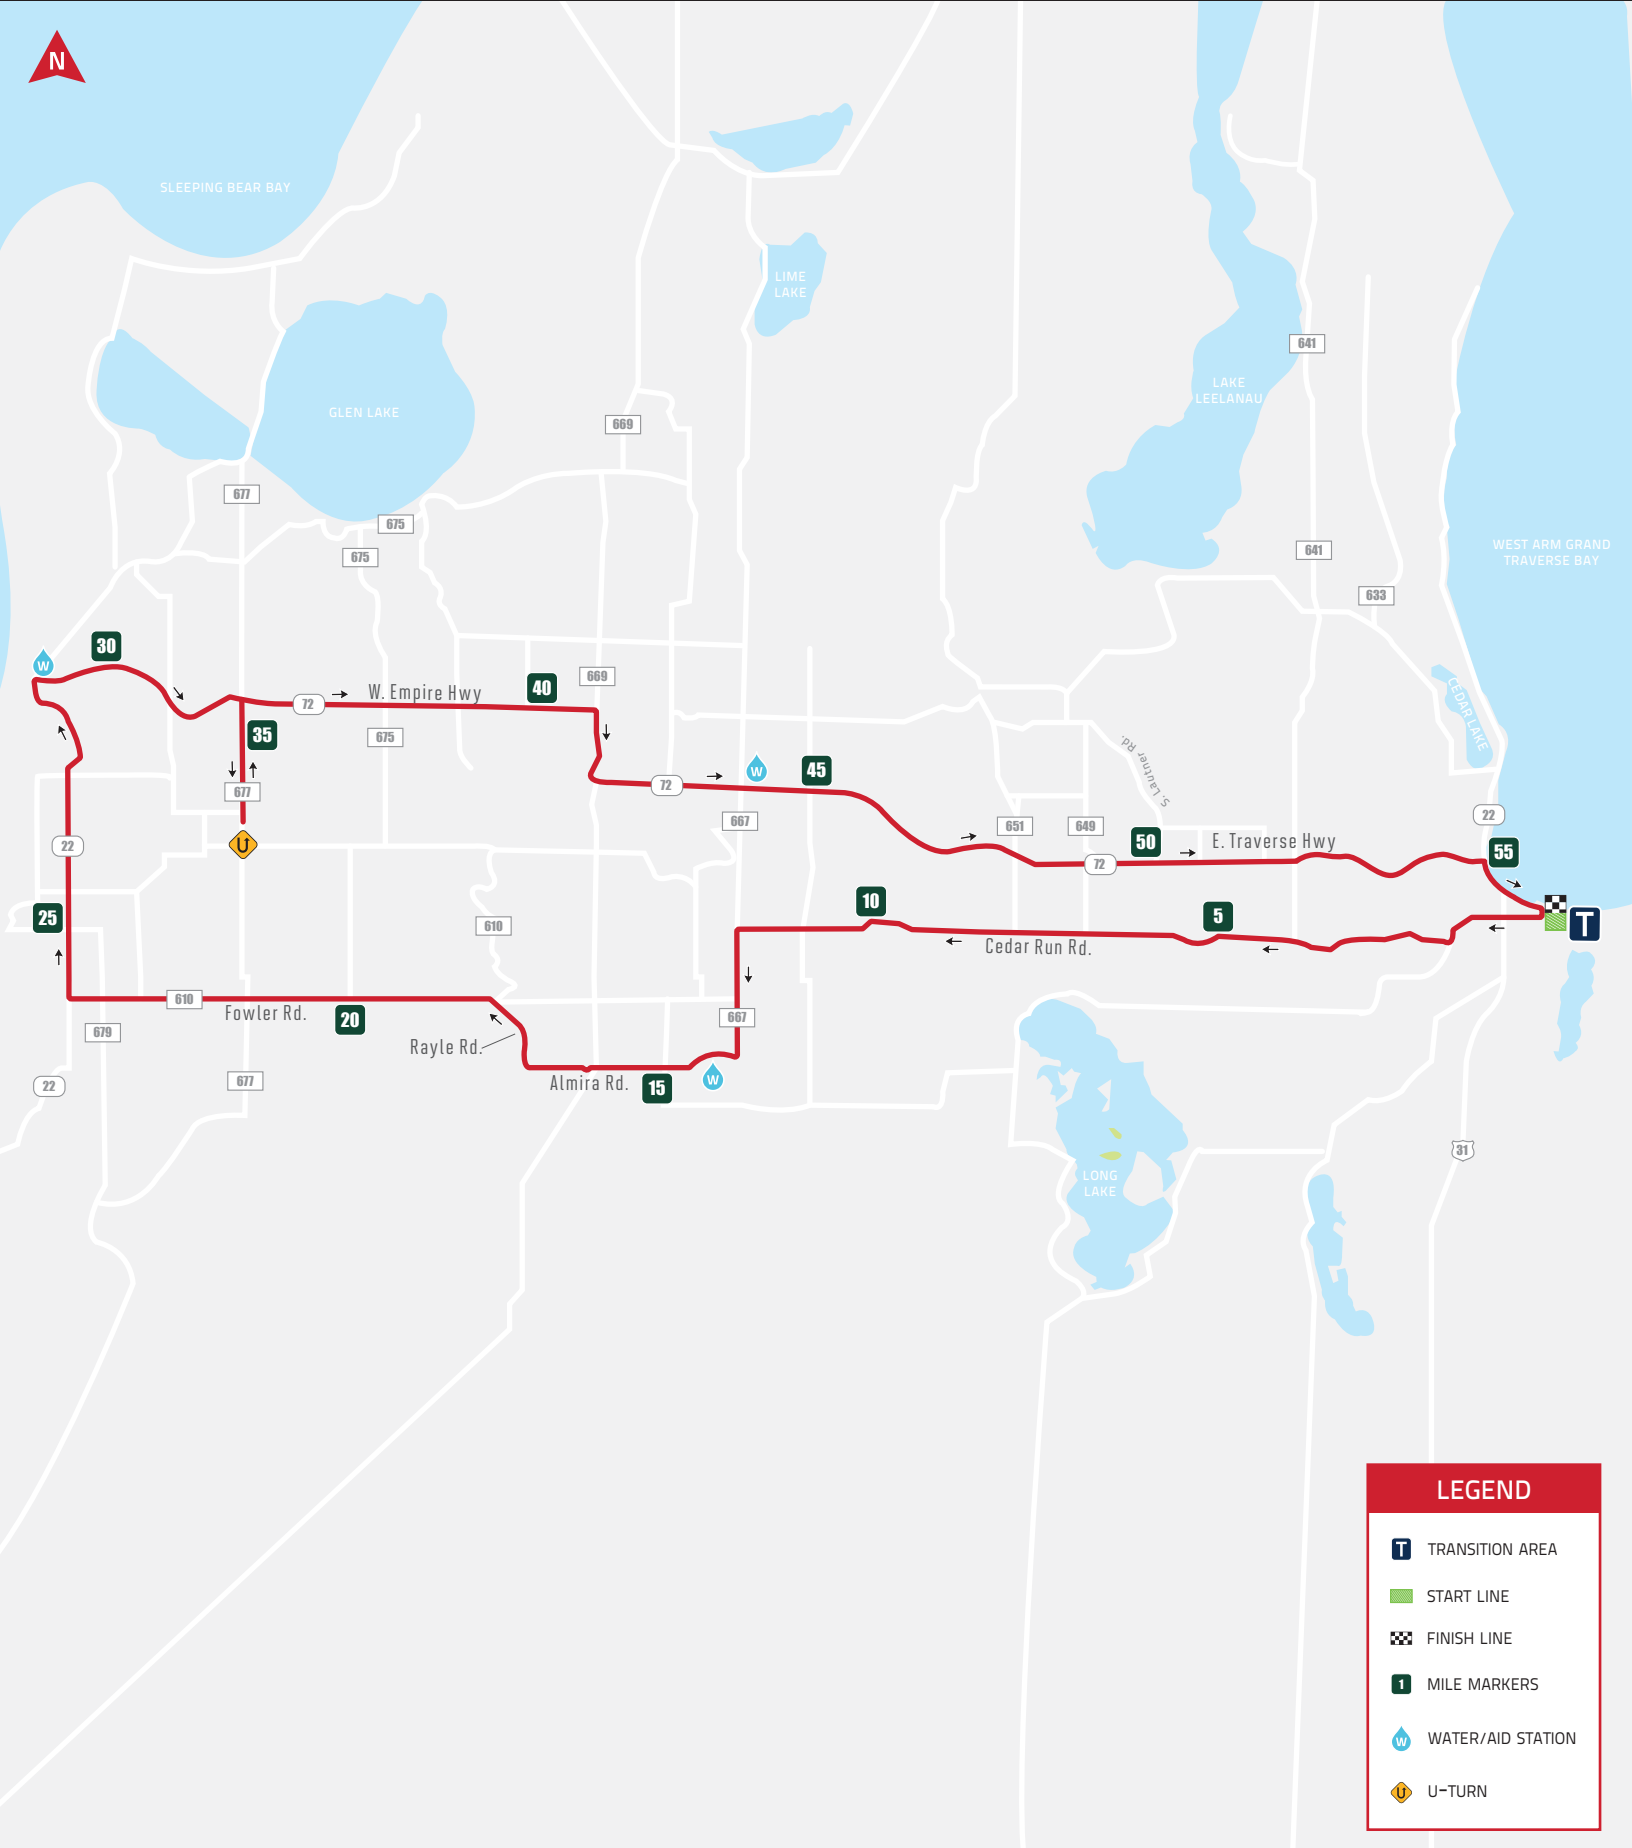 N
SLEEPING BEAR BAY
LIME
LAKE
641
LAKE
LEELANAU
GLEN LAKE
669
677
675
675
641
WEST ARM GRAND
TRAVERSE BAY
633
30
W
669
40
W. Empire Hwy
72
CEDAR LAKE
35
675
S. Lautner Rd.
W
45
72
677
22
667
651
649
50
E. Traverse Hwy
22
U
72
55
10
5
T
25
610
Cedar Run Rd.
610
Fowler Rd.
20
667
679
Rayle Rd.
677
22
Almira Rd.
15
W
31
LONG
LAKE
LEGEND
T TRANSITION AREA
START LINE
FINISH LINE
1 MILE MARKERS
W WATER/AID STATION
U U-TURN